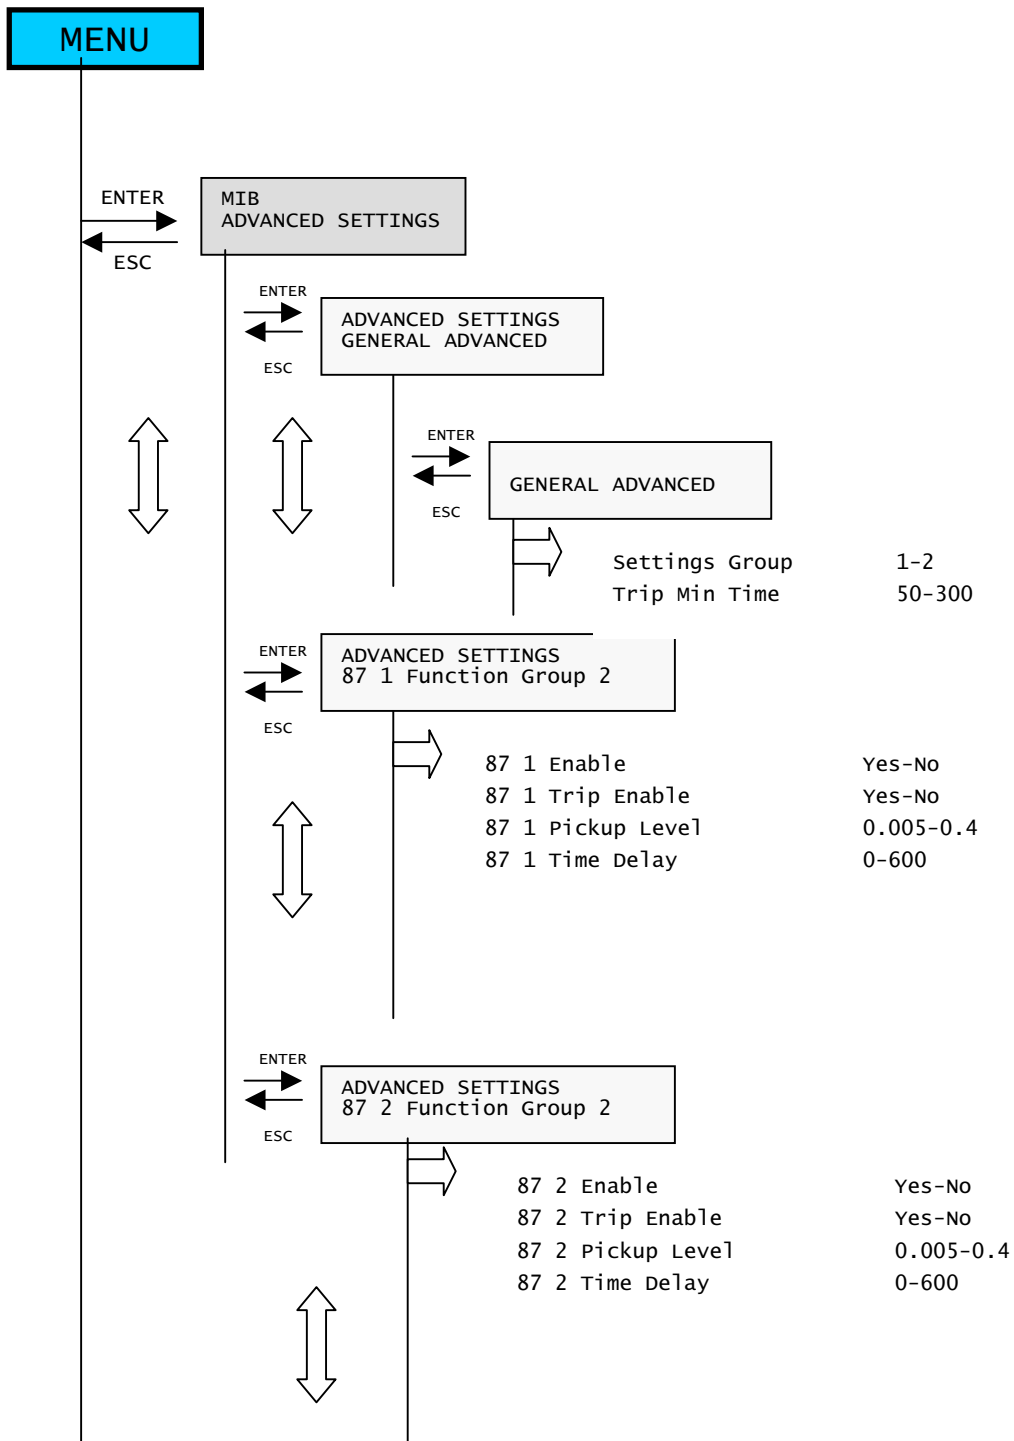 MENU
ENTER
ESC
MIB
ADVANCED SETTINGS
ENTER
ESC
ADVANCED SETTINGS
GENERAL ADVANCED
ENTER
ESC
GENERAL ADVANCED
Settings Group 1-2
Trip Min Time 50-300
ENTER
ESC
ADVANCED SETTINGS
87 1 Function Group 2
87 1 Enable Yes-No
87 1 Trip Enable Yes-No
87 1 Pickup Level 0.005-0.4
87 1 Time Delay 0-600
ENTER
ESC
ADVANCED SETTINGS
87 2 Function Group 2
87 2 Enable Yes-No
87 2 Trip Enable Yes-No
87 2 Pickup Level 0.005-0.4
87 2 Time Delay 0-600